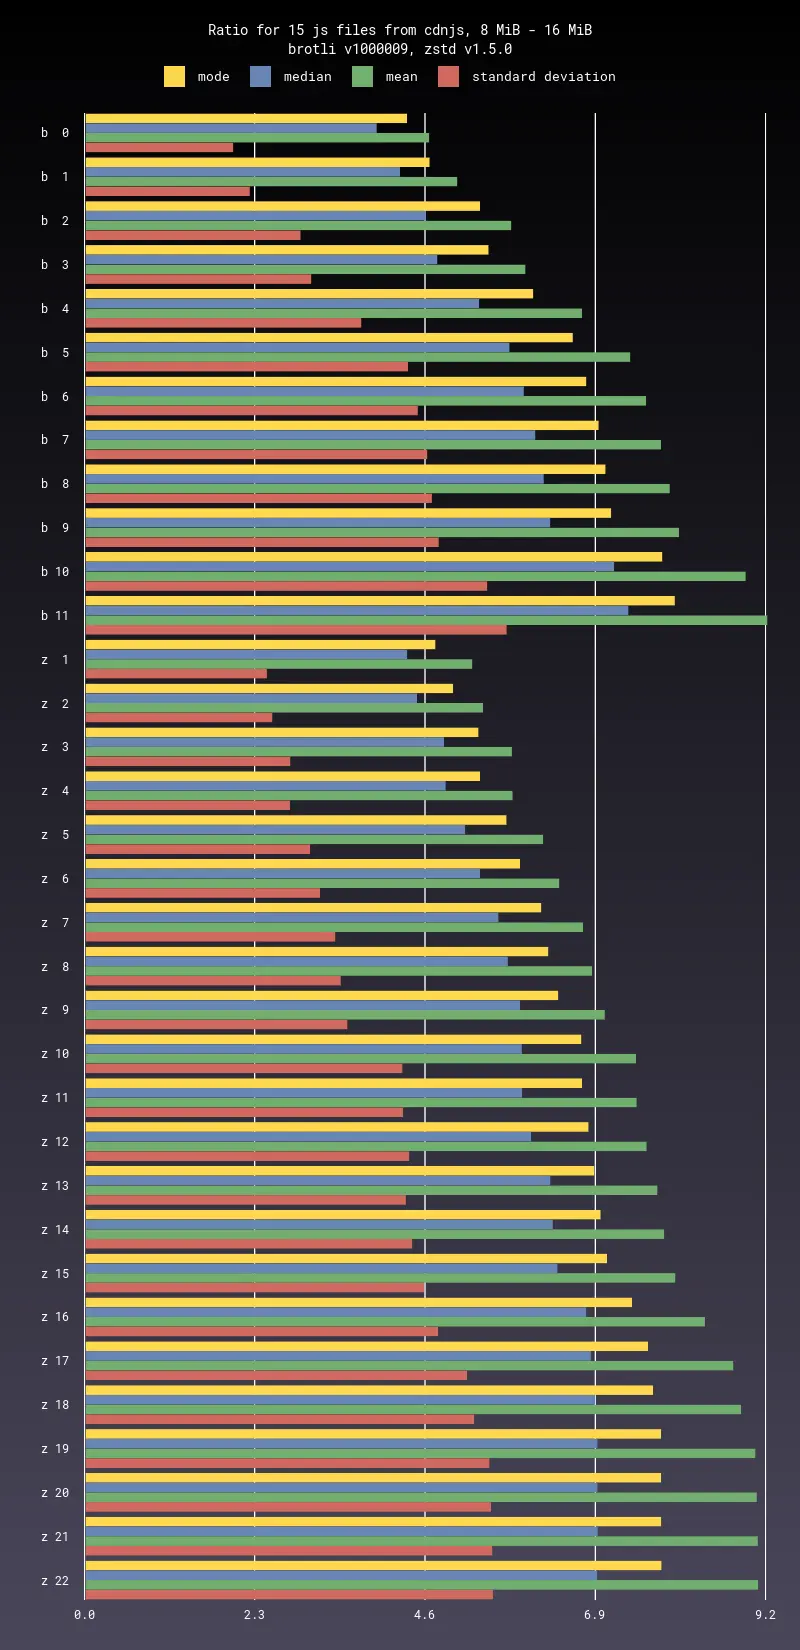 Ratio for 15 js files from cdnjs, 8 MiB - 16 MiB
brotli v1000009, zstd v1.5.0
mode median mean standard deviation
b 0
b 1
b 2
b 3
b 4
b 5
b 6
b 7
b 8
b 9
b 10
b 11
z 1
z 2
z 3
z 4
z 5
z 6
z 7
z 8
z 9
z 10
z 11
z 12
z 13
z 14
z 15
z 16
z 17
z 18
z 19
z 20
z 21
z 22
0.0 2.3 4.6 6.9 9.2